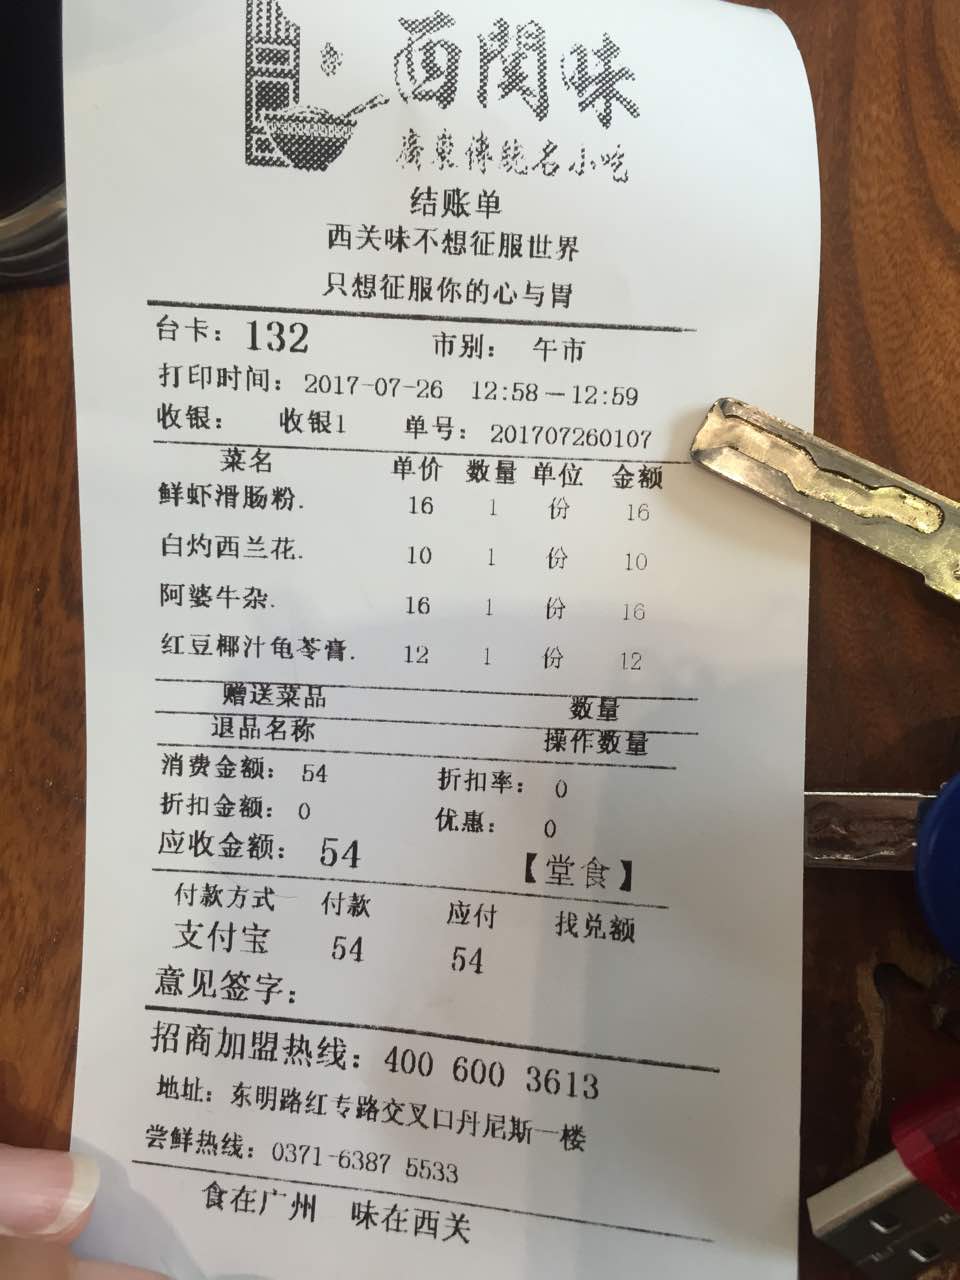 西関味
廣東傳統名小吃
结账单
西关味不想征服世界
只想征服你的心与胃
台卡： 132 市别： 午市
打印时间： 2017-07-26 12:58－12:59
收银： 收银1 单号： 201707260107
菜名 单价 数量 单位 金额
鲜虾滑肠粉. 16 1 份 16
白灼西兰花. 10 1 份 10
阿婆牛杂. 16 1 份 16
红豆椰汁龟苓膏. 12 1 份 12
赠送菜品 数量
退品名称 操作数量
消费金额： 54 折扣率： 0
折扣金额： 0 优惠： 0
应收金额： 54 【堂食】
付款方式 付款 应付 找兑额
支付宝 54 54
意见签字：
招商加盟热线：400 600 3613
地址：东明路红专路交叉口丹尼斯一楼
尝鲜热线：0371-6387 5533
食在广州 味在西关